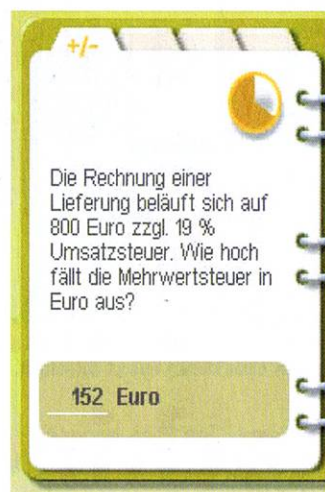 +/-
Die Rechnung einer
Lieferung beläuft sich auf
800 Euro zzgl. 19 %
Umsatzsteuer. Wie hoch
fällt die Mehrwertsteuer in
Euro aus?
152 Euro